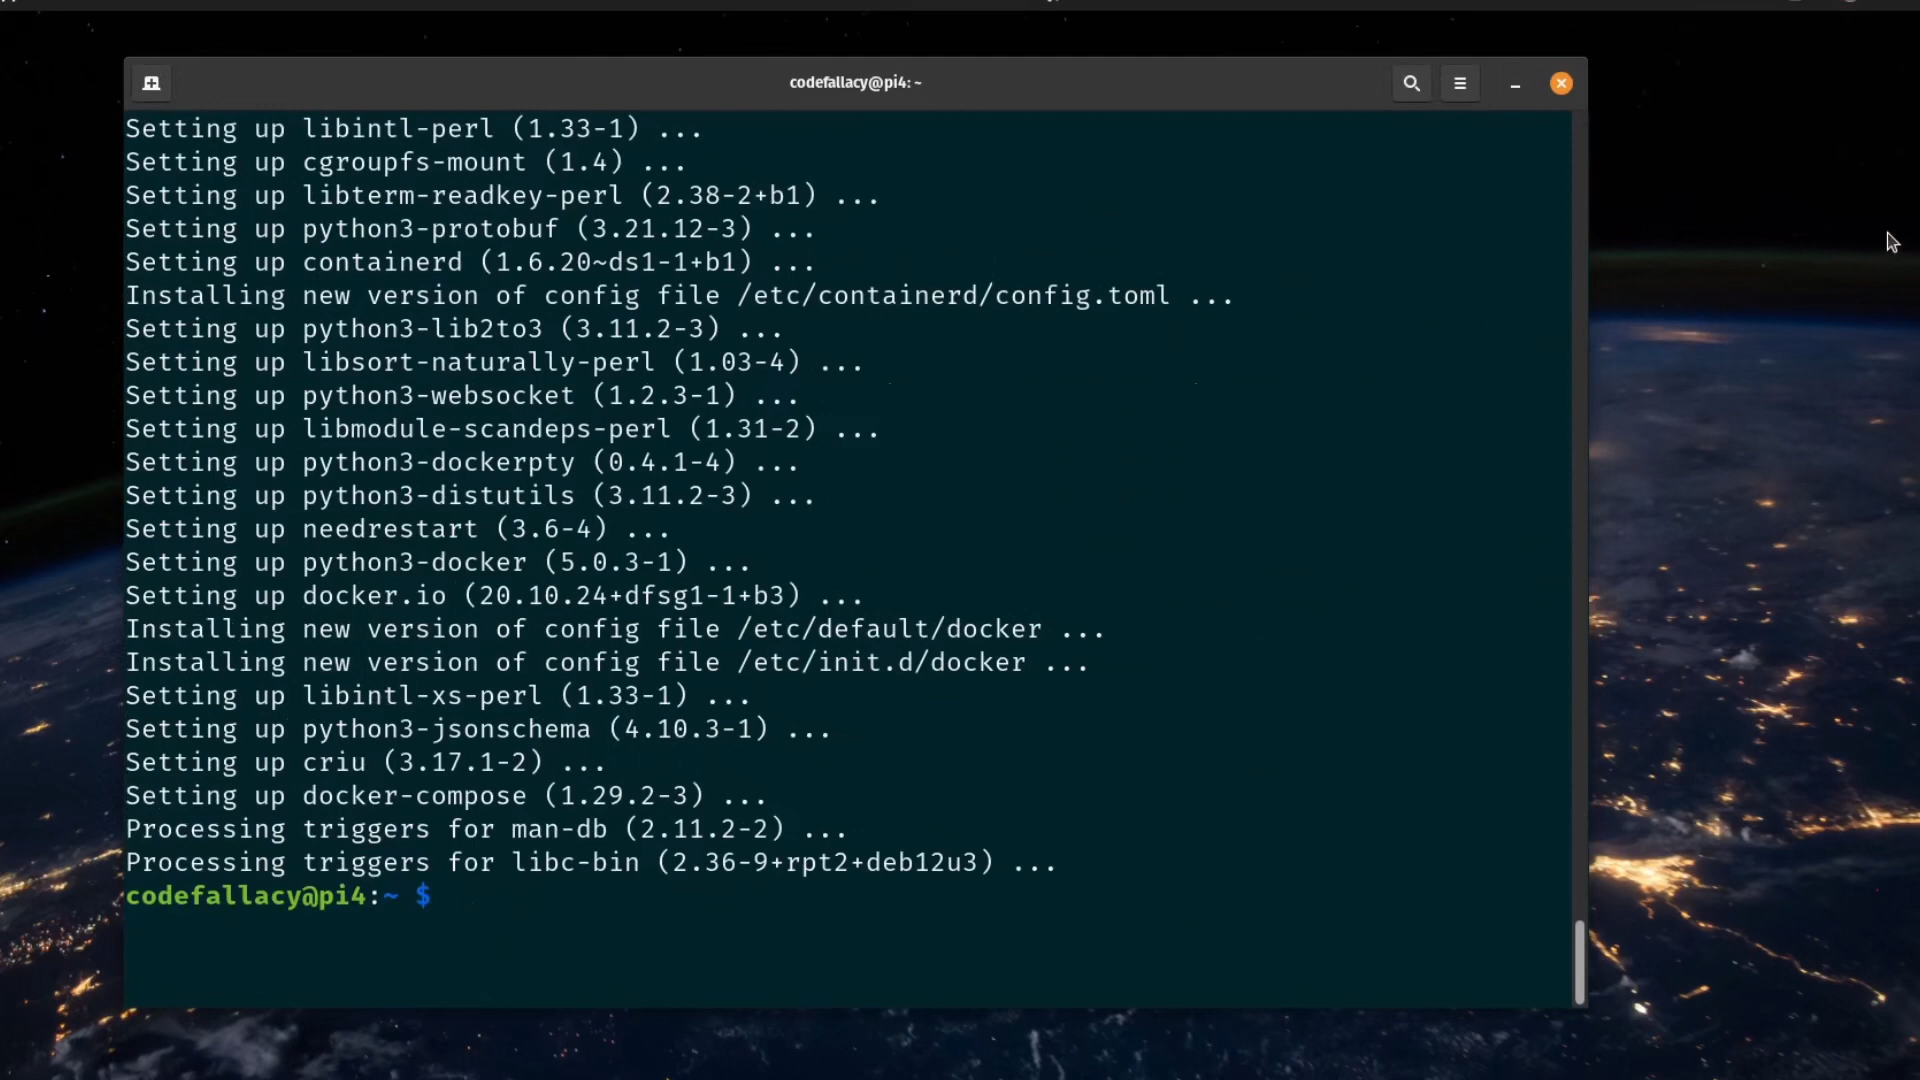 codefallacy@pi4: ~
Setting up libintl-perl (1.33-1) ...
Setting up cgroupfs-mount (1.4) ...
Setting up libterm-readkey-perl (2.38-2+b1) ...
Setting up python3-protobuf (3.21.12-3) ...
Setting up containerd (1.6.20~ds1-1+b1) ...
Installing new version of config file /etc/containerd/config.toml ...
Setting up python3-lib2to3 (3.11.2-3) ...
Setting up libsort-naturally-perl (1.03-4) ...
Setting up python3-websocket (1.2.3-1) ...
Setting up libmodule-scandeps-perl (1.31-2) ...
Setting up python3-dockerpty (0.4.1-4) ...
Setting up python3-distutils (3.11.2-3) ...
Setting up needrestart (3.6-4) ...
Setting up python3-docker (5.0.3-1) ...
Setting up docker.io (20.10.24+dfsg1-1+b3) ...
Installing new version of config file /etc/default/docker ...
Installing new version of config file /etc/init.d/docker ...
Setting up libintl-xs-perl (1.33-1) ...
Setting up python3-jsonschema (4.10.3-1) ...
Setting up criu (3.17.1-2) ...
Setting up docker-compose (1.29.2-3) ...
Processing triggers for man-db (2.11.2-2) ...
Processing triggers for libc-bin (2.36-9+rpt2+deb12u3) ...
codefallacy@pi4:~ $